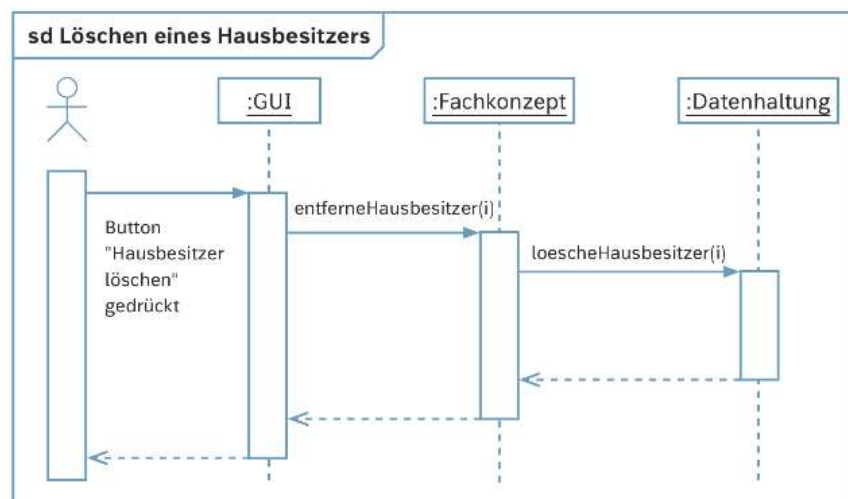 sd Löschen eines Hausbesitzers
:GUI
:Fachkonzept
:Datenhaltung
entferneHausbesitzer(i)
Button
"Hausbesitzer
löschen"
gedrückt
loescheHausbesitzer(i)